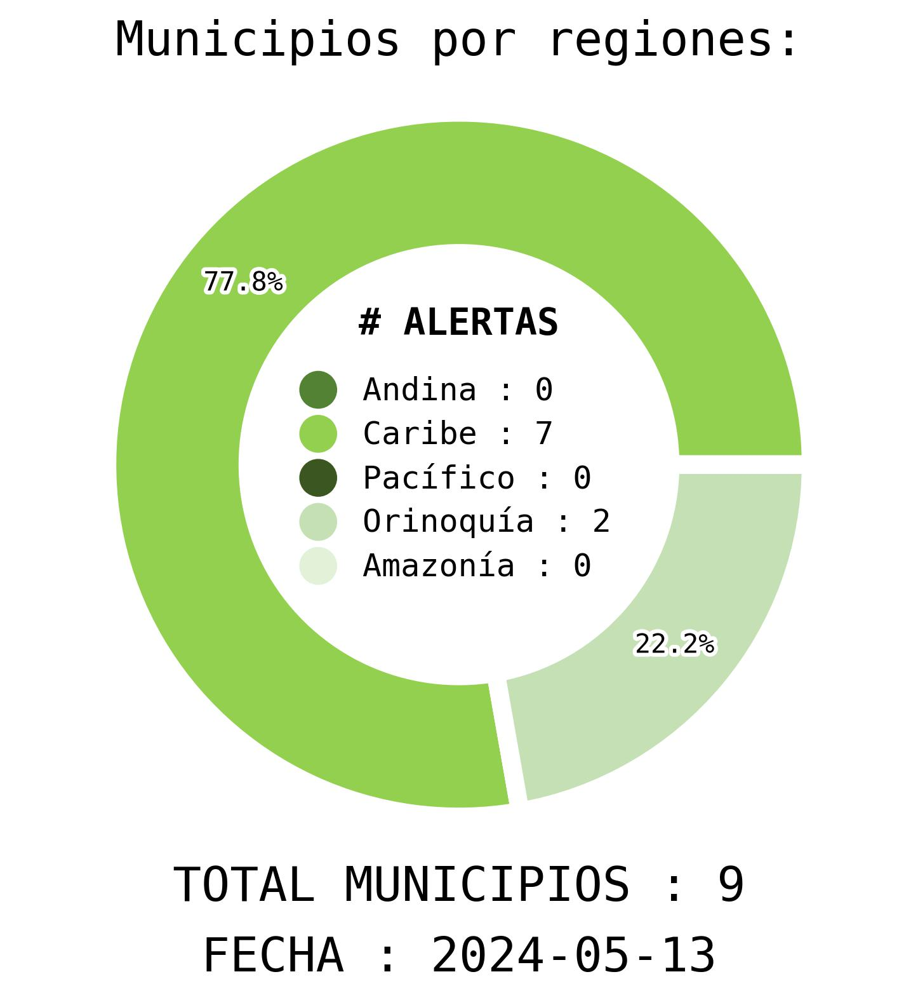 Municipios por regiones:
77.8%
# ALERTAS
Andina : 0
Caribe : 7
Pacífico : 0
Orinoquía : 2
Amazonía : 0
22.2%
TOTAL MUNICIPIOS : 9
FECHA : 2024-05-13